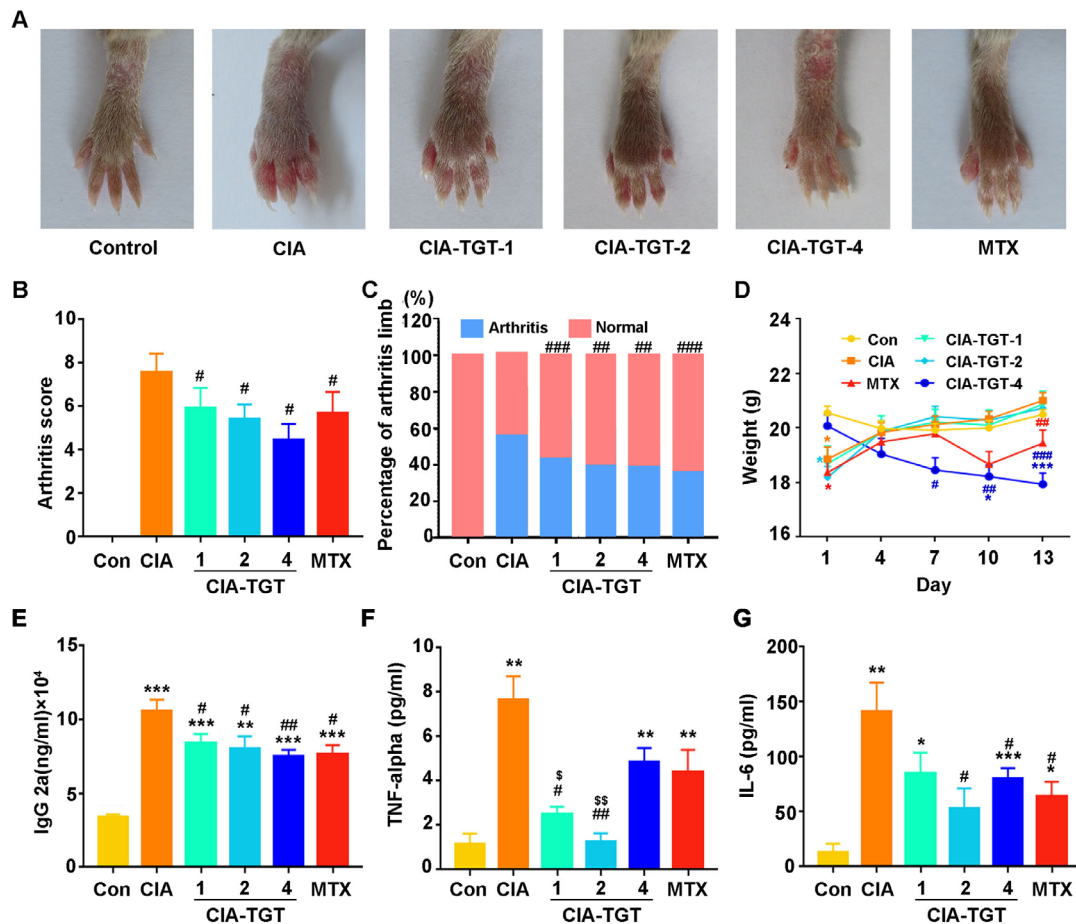 A
Control
CIA
CIA-TGT-1
CIA-TGT-2
CIA-TGT-4
MTX
B
Arthritis score
10
8
6
4
2
0
#
#
#
#
Con
CIA
1
2
4
MTX
CIA-TGT
C
(%)
Percentage of arthritis limb
120
100
80
60
40
20
0
Arthritis
Normal
###
##
##
###
Con
CIA
1
2
4
MTX
CIA-TGT
D
Weight (g)
24
22
20
18
16
Con
CIA
MTX
CIA-TGT-1
CIA-TGT-2
CIA-TGT-4
*
*
*
#
##
*
##
###
***
1
4
7
10
13
Day
E
IgG 2a(ng/ml)×10⁴
15
10
5
0
***
#
***
#
**
##
***
#
***
Con
CIA
1
2
4
MTX
CIA-TGT
F
TNF-alpha (pg/ml)
10
8
6
4
2
0
**
$
#
$$
##
**
**
Con
CIA
1
2
4
MTX
CIA-TGT
G
IL-6 (pg/ml)
200
150
100
50
0
**
*
#
#
***
#
*
Con
CIA
1
2
4
MTX
CIA-TGT